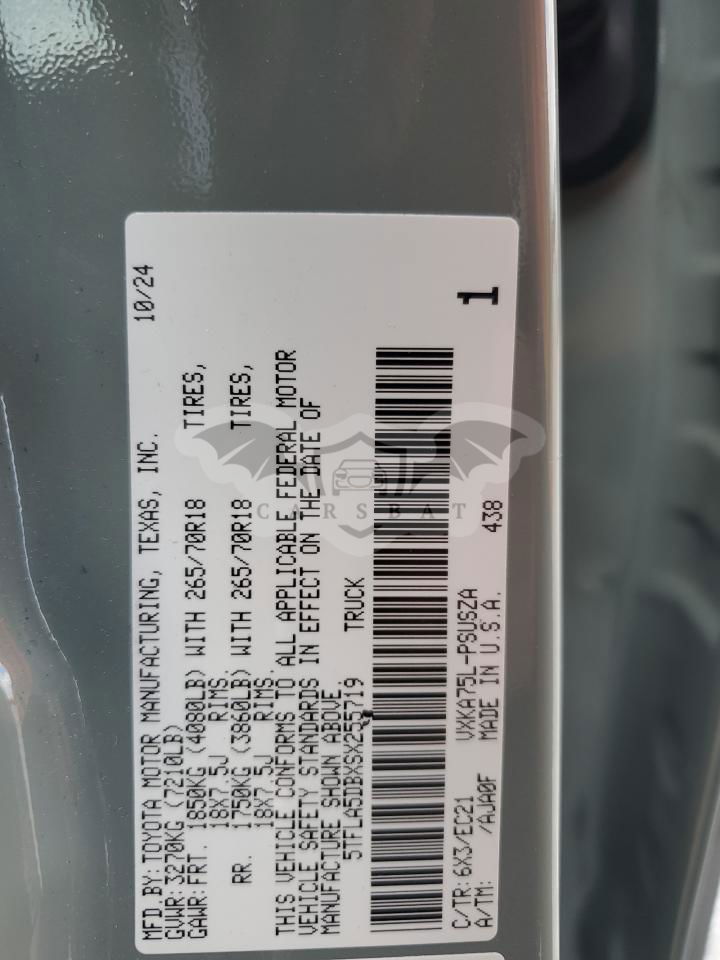 MFD.BY: TOYOTA MOTOR MANUFACTURING, TEXAS, INC. 10/24
GVWR: 3270KG (7210LB)
GAWR: FRT. 1850KG (4080LB) WITH 265/70R18 TIRES,
18X7.5J RIMS.
RR. 1750KG (3860LB) WITH 265/70R18 TIRES,
18X7.5J RIMS.
THIS VEHICLE CONFORMS TO ALL APPLICABLE FEDERAL MOTOR
VEHICLE SAFETY STANDARDS IN EFFECT ON THE DATE OF
MANUFACTURE SHOWN ABOVE.
5TFLA5DBXSX255719 TRUCK
C/TR: 6X3/EC21 VXKA75L-PSUSZA 1
A/TM: /AJA0F MADE IN U.S.A. 438
CARSBAT